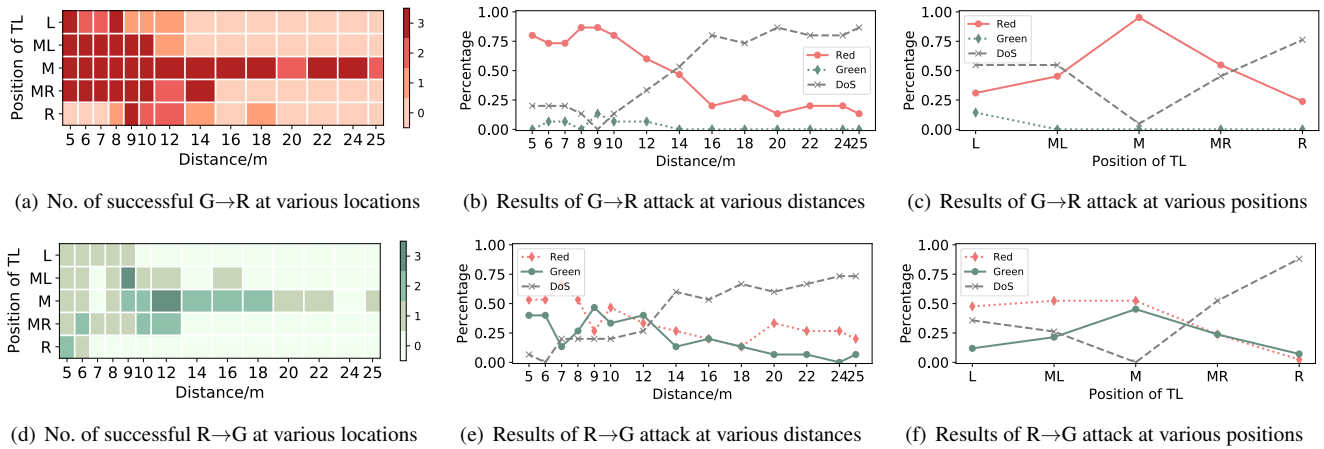 Position of TL
L
ML
M
MR
R
5 6 7 8 9 10 12 14 16 18 20 22 24 25
Distance/m
3
2
1
0
(a) No. of successful G→R at various locations
Percentage
1.00
0.75
0.50
0.25
0.00
5 6 7 8 9 10 12 14 16 18 20 22 24 25
Distance/m
Red
Green
DoS
(b) Results of G→R attack at various distances
Percentage
1.00
0.75
0.50
0.25
0.00
L ML M MR R
Position of TL
Red
Green
DoS
(c) Results of G→R attack at various positions
Position of TL
L
ML
M
MR
R
5 6 7 8 9 10 12 14 16 18 20 22 24 25
Distance/m
3
2
1
0
(d) No. of successful R→G at various locations
Percentage
1.00
0.75
0.50
0.25
0.00
5 6 7 8 9 10 12 14 16 18 20 22 24 25
Distance/m
Red
Green
DoS
(e) Results of R→G attack at various distances
Percentage
1.00
0.75
0.50
0.25
0.00
L ML M MR R
Position of TL
Red
Green
DoS
(f) Results of R→G attack at various positions